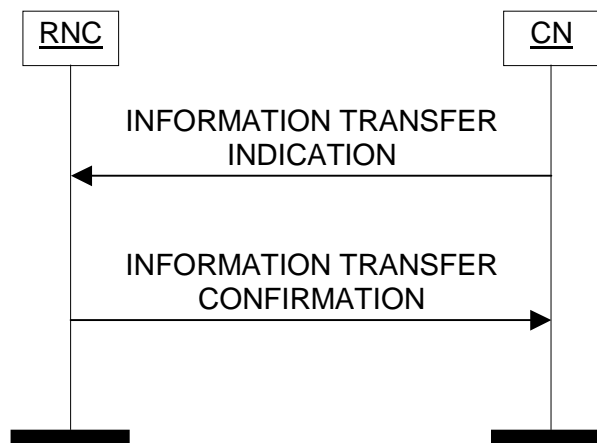 RNC
CN
INFORMATION TRANSFER
INDICATION
INFORMATION TRANSFER
CONFIRMATION